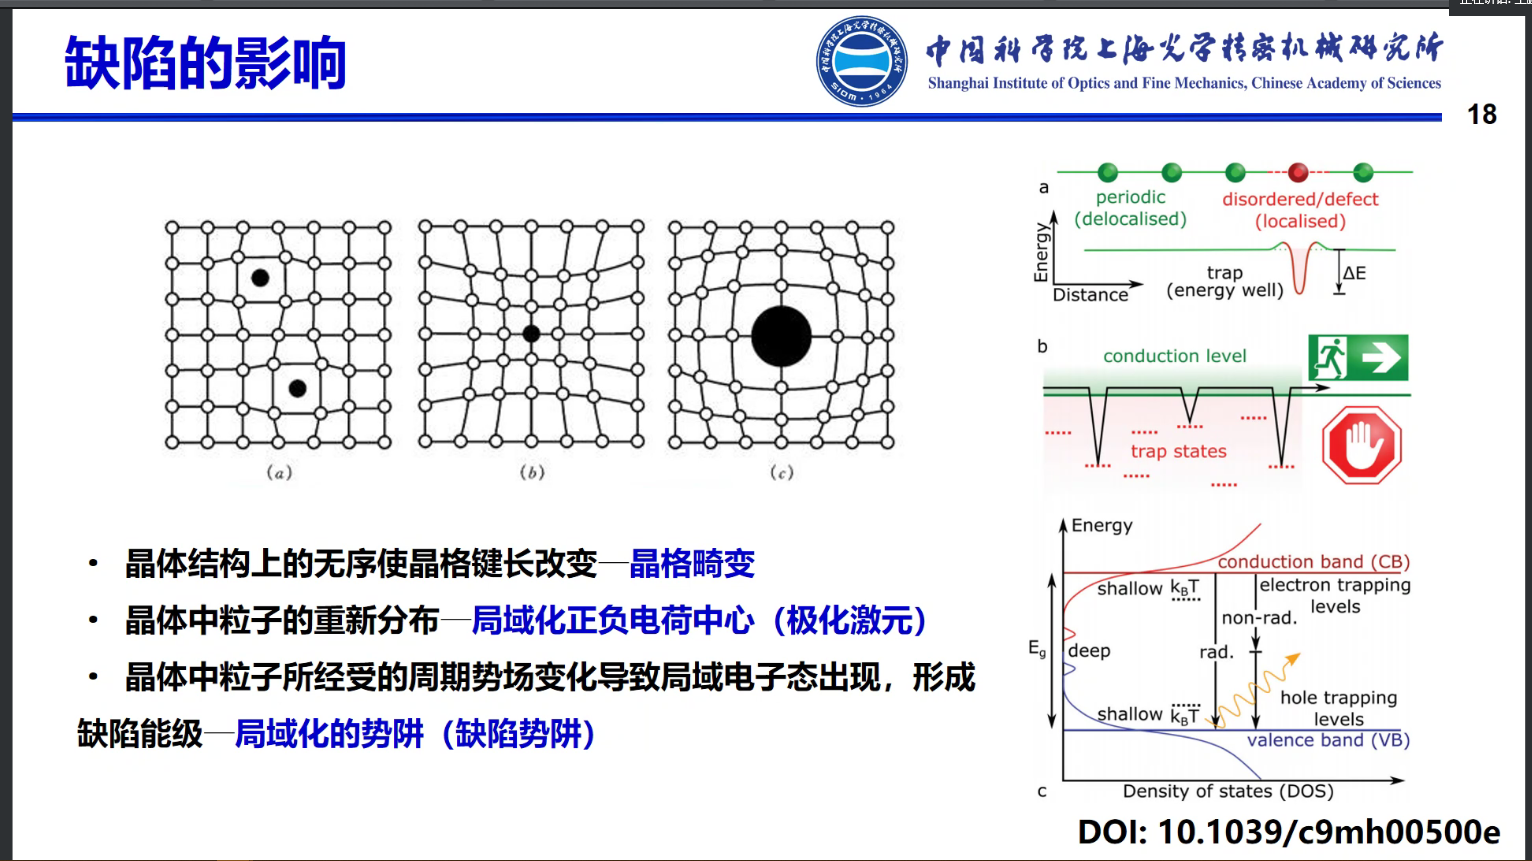 缺陷的影响
中国科学院上海光学精密机械研究所
Shanghai Institute of Optics and Fine Mechanics, Chinese Academy of Sciences
SIOM · 1964
18
(a)
(b)
(c)
• 晶体结构上的无序使晶格键长改变—晶格畸变
• 晶体中粒子的重新分布—局域化正负电荷中心（极化激元）
• 晶体中粒子所经受的周期势场变化导致局域电子态出现，形成
缺陷能级—局域化的势阱（缺陷势阱）
a
periodic
(delocalised)
disordered/defect
(localised)
Energy
trap
(energy well)
ΔE
Distance
b
conduction level
trap states
Energy
conduction band (CB)
shallow kBT
electron trapping
levels
non-rad.
Eg
deep
rad.
hole trapping
levels
shallow kBT
valence band (VB)
c
Density of states (DOS)
DOI: 10.1039/c9mh00500e